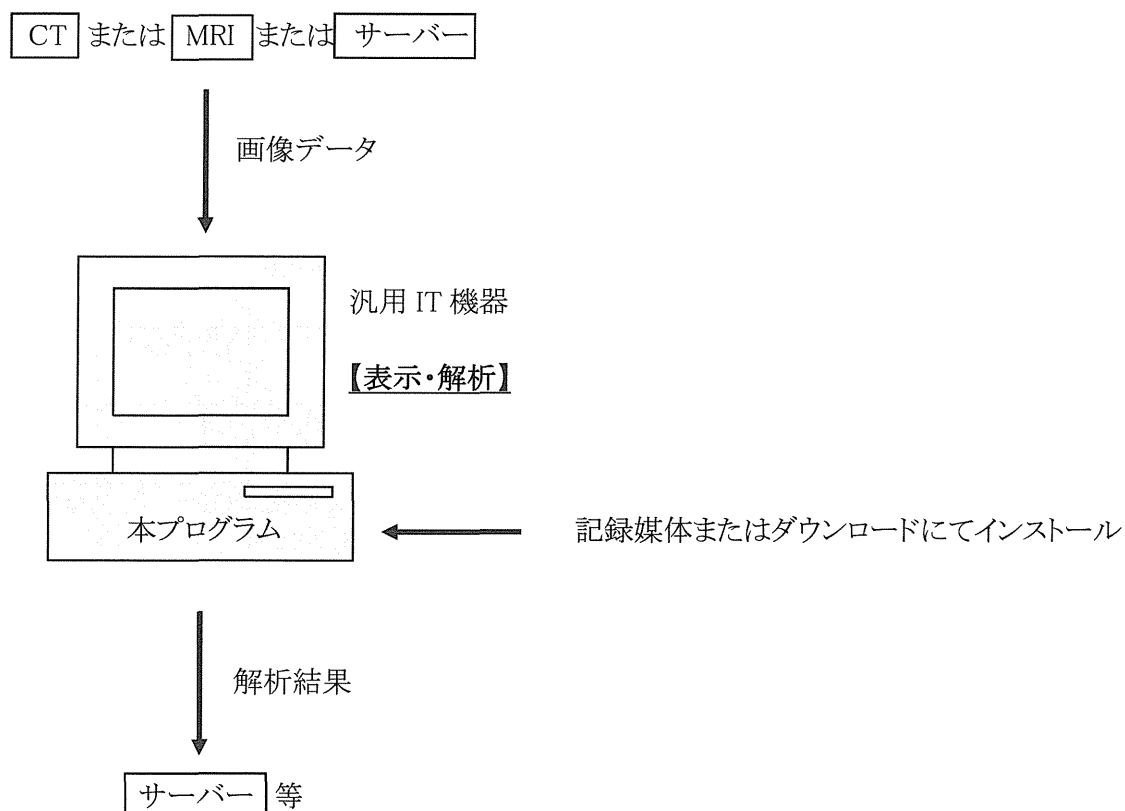 CT または MRI または サーバー
画像データ
汎用 IT 機器
【表示・解析】
本プログラム
記録媒体またはダウンロードにてインストール
解析結果
サーバー 等